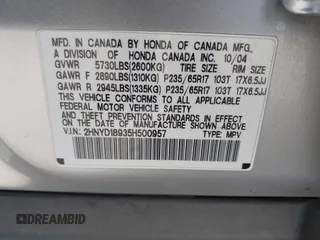 MFD. IN CANADA BY HONDA OF CANADA MFG.,
A DIVISION OF HONDA CANADA INC. 10/04
GVWR 5730LBS(2600KG) TIRE SIZE RIM SIZE
GAWR F 2890LBS(1310KG) P235/65R17 103T 17X6.5JJ
GAWR R 2945LBS(1335KG) P235/65R17 103T 17X6.5JJ
THIS VEHICLE CONFORMS TO ALL APPLICABLE
FEDERAL MOTOR VEHICLE SAFETY AND THEFT
PREVENTION STANDARDS IN EFFECT ON THE
DATE OF MANUFACTURE SHOWN ABOVE.
V.I.N.: 2HNYD18935H500957 TYPE: MPV
DREAMBID